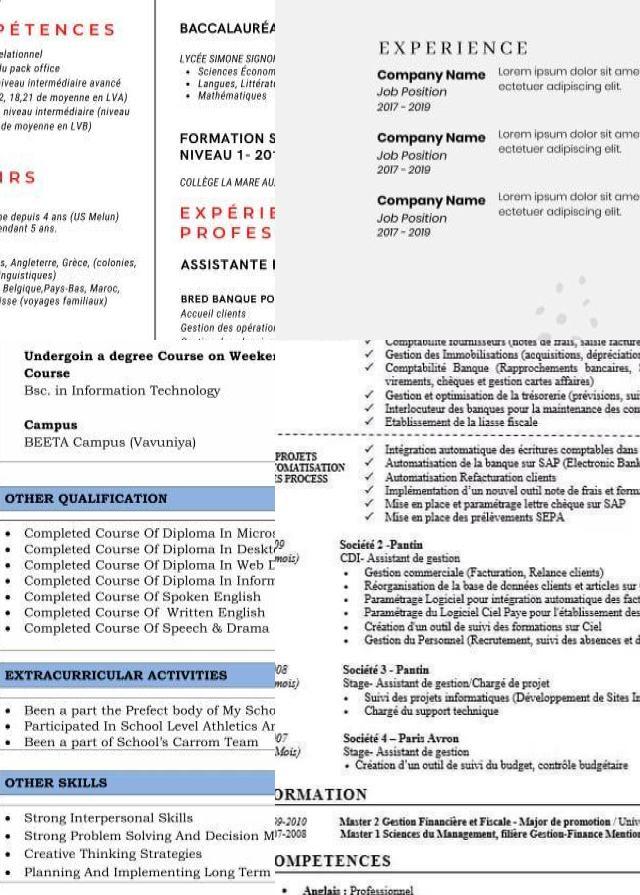 PÉTENCES
elationnel
du pack office
niveau intermédiaire avancé
2, 18,21 de moyenne en LVA)
niveau intermédiaire (niveau
de moyenne en LVB)
IRS
ne depuis 4 ans (US Melun)
endant 5 ans.
s, Angleterre, Grèce, (colonies,
nguistiques)
Belgique,Pays-Bas, Maroc,
isse (voyages familiaux)
BACCALAURÉA
LYCÉE SIMONE SIGNOR
• Sciences Économ
• Langues, Littérat
• Mathématiques
FORMATION S
NIVEAU 1- 201
COLLÈGE LA MARE AU
EXPÉRIE
PROFES
ASSISTANTE
BRED BANQUE PO
Accueil clients
Gestion des opération
EXPERIENCE
Company Name
Job Position
2017 - 2019
Lorem ipsum dolor sit ame
ectetuer adipiscing elit.
Company Name
Job Position
2017 - 2019
Lorem ipsum dolor sit ame
ectetuer adipiscing elit.
Company Name
Job Position
2017 - 2019
Lorem ipsum dolor sit ame
ectetuer adipiscing elit.
Undergoin a degree Course on Weeken
Course
Bsc. in Information Technology
Campus
BEETA Campus (Vavuniya)
OTHER QUALIFICATION
• Completed Course Of Diploma In Micros
• Completed Course Of Diploma In Deskt
• Completed Course Of Diploma In Web D
• Completed Course Of Diploma In Inform
• Completed Course Of Spoken English
• Completed Course Of Written English
• Completed Course Of Speech & Drama
EXTRACURRICULAR ACTIVITIES
• Been a part the Prefect body of My Scho
• Participated In School Level Athletics An
• Been a part of School's Carrom Team
OTHER SKILLS
• Strong Interpersonal Skills
• Strong Problem Solving And Decision M
• Creative Thinking Strategies
• Planning And Implementing Long Term
✓ Comptabilité fournisseurs (notes de frais, saisie facture
✓ Gestion des Immobilisations (acquisitions, dépréciation
✓ Comptabilité Banque (Rapprochements bancaires,
virements, chèques et gestion cartes affaires)
✓ Gestion et optimisation de la trésorerie (prévisions, sui
✓ Interlocuteur des banques pour la maintenance des con
✓ Etablissement de la liasse fiscale
PROJETS
TOMATISATION
ES PROCESS
✓ Intégration automatique des écritures comptables dans
✓ Automatisation de la banque sur SAP (Electronic Bank
✓ Automatisation Refacturation clients
✓ Implémentation d'un nouvel outil note de frais et forma
✓ Mise en place et paramétrage lettre chèque sur SAP
✓ Mise en place des prélèvements SEPA
09
mois)
Société 2 -Pantin
CDI- Assistant de gestion
• Gestion commerciale (Facturation, Relance clients)
• Réorganisation de la base de données clients et articles sur
• Paramétrage Logiciel pour intégration automatique des fact
• Paramétrage du Logiciel Ciel Paye pour l'établissement des
• Création d'un outil de suivi des formations sur Ciel
• Gestion du Personnel (Recrutement, suivi des absences et d
08
mois)
Société 3 - Pantin
Stage- Assistant de gestion/Chargé de projet
• Suivi des projets informatiques (Développement de Sites In
• Chargé du support technique
07
Mois)
Société 4 – Paris Avron
Stage- Assistant de gestion
• Création d'un outil de suivi du budget, contrôle budgétaire
ORMATION
09-2010 Master 2 Gestion Financière et Fiscale - Major de promotion / Unive
07-2008 Master 1 Sciences du Management, filière Gestion-Finance Mention
OMPETENCES
• Anglais : Professionnel